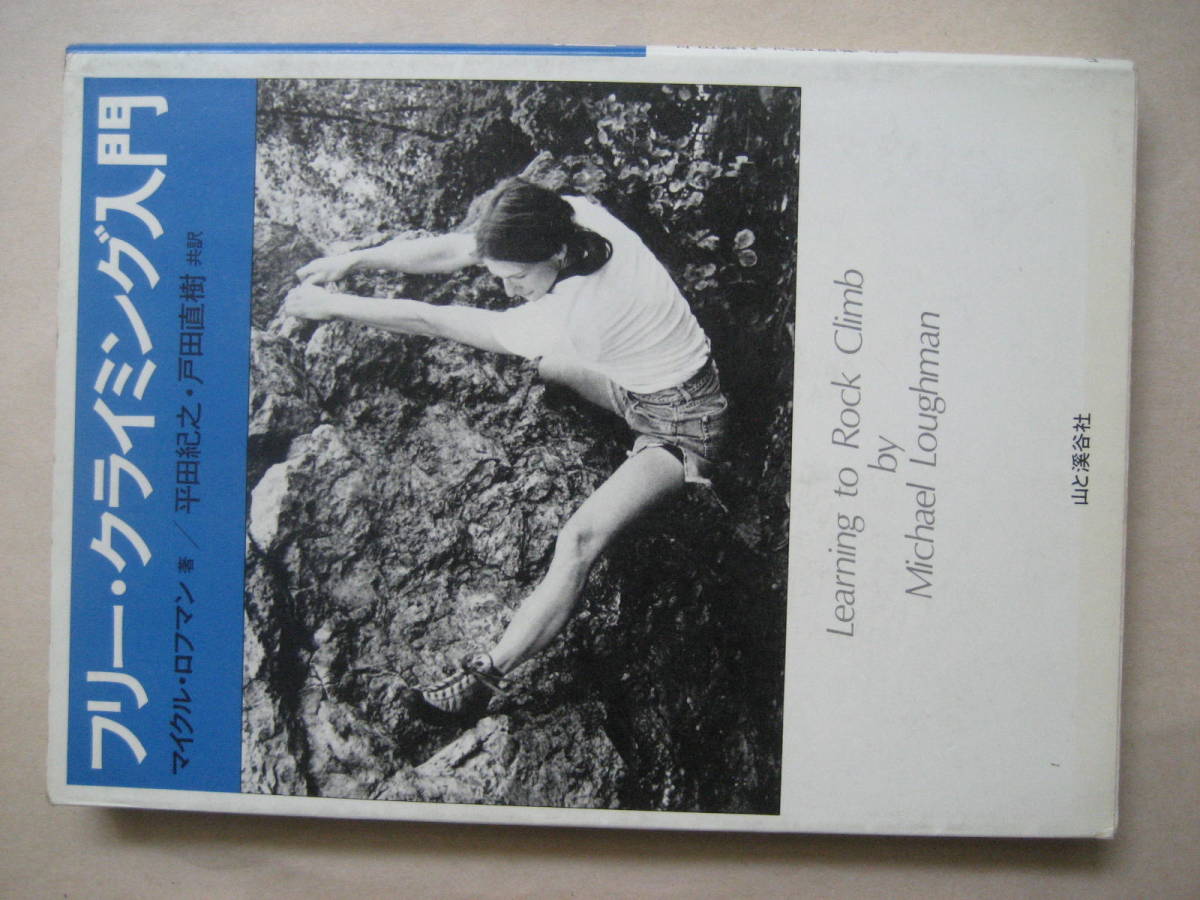 フリー・クライミング入門
マイクル・ロフマン 著 / 平田紀之・戸田直樹 共訳
Learning to Rock Climb
by
Michael Loughman
山と溪谷社